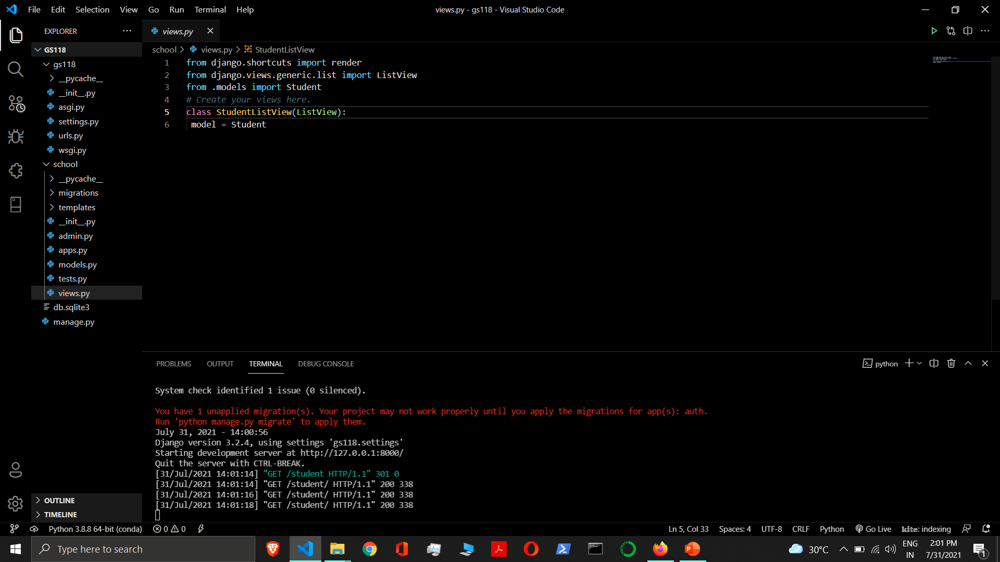 File Edit Selection View Go Run Terminal Help
views.py - gs118 - Visual Studio Code
EXPLORER
GS118
gs118
__pycache__
__init__.py
asgi.py
settings.py
urls.py
wsgi.py
school
__pycache__
migrations
templates
__init__.py
admin.py
apps.py
models.py
tests.py
views.py
db.sqlite3
manage.py
OUTLINE
TIMELINE
views.py
school > views.py > StudentListView
1 from django.shortcuts import render
2 from django.views.generic.list import ListView
3 from .models import Student
4 # Create your views here.
5 class StudentListView(ListView):
6 model = Student
PROBLEMS OUTPUT TERMINAL DEBUG CONSOLE
python
System check identified 1 issue (0 silenced).
You have 1 unapplied migration(s). Your project may not work properly until you apply the migrations for app(s): auth.
Run 'python manage.py migrate' to apply them.
July 31, 2021 - 14:00:56
Django version 3.2.4, using settings 'gs118.settings'
Starting development server at http://127.0.0.1:8000/
Quit the server with CTRL-BREAK.
[31/Jul/2021 14:01:14] "GET /student HTTP/1.1" 301 0
[31/Jul/2021 14:01:14] "GET /student/ HTTP/1.1" 200 338
[31/Jul/2021 14:01:16] "GET /student/ HTTP/1.1" 200 338
[31/Jul/2021 14:01:18] "GET /student/ HTTP/1.1" 200 338
Python 3.8.8 64-bit (conda) 0 0
Ln 5, Col 33 Spaces: 4 UTF-8 CRLF Python Go Live kite: indexing
Type here to search
30°C
ENG
IN
2:01 PM
7/31/2021
1